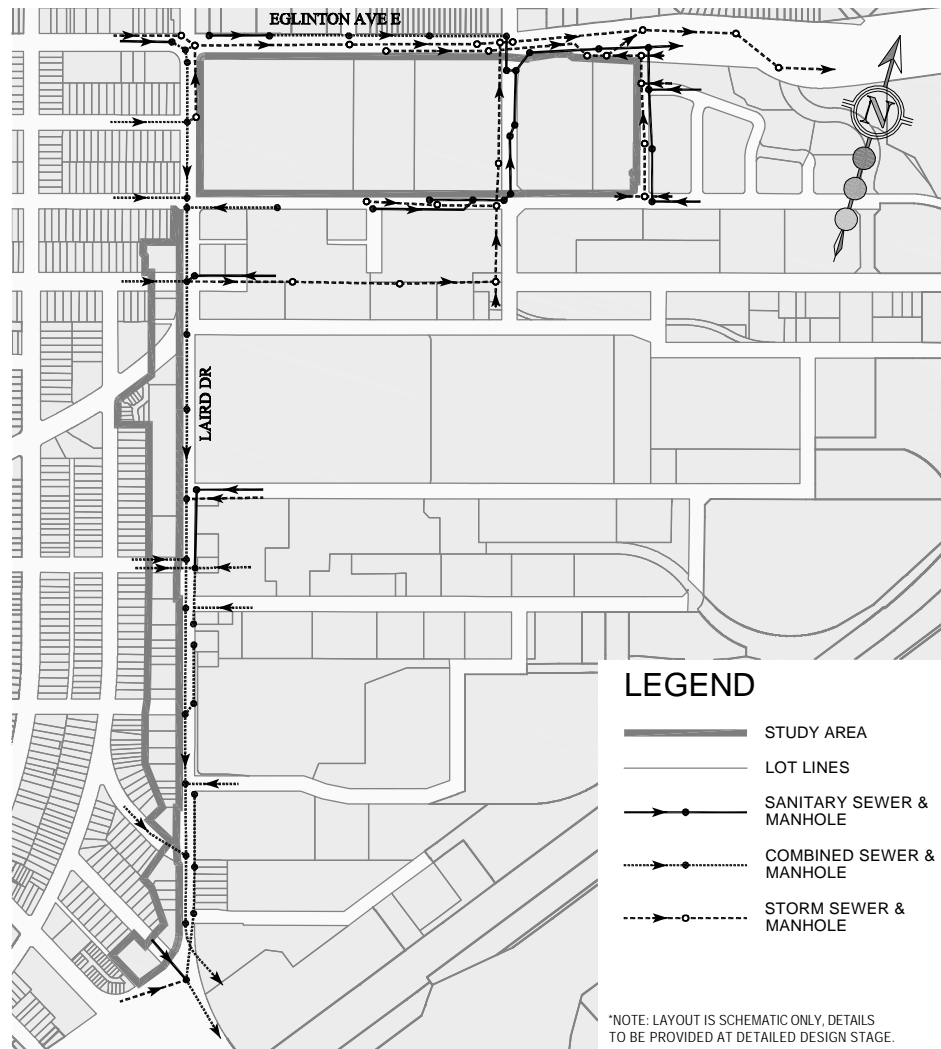 EGLINTON AVE E
N
LAIRD DR
LEGEND
STUDY AREA
LOT LINES
SANITARY SEWER &
MANHOLE
COMBINED SEWER &
MANHOLE
STORM SEWER &
MANHOLE
*NOTE: LAYOUT IS SCHEMATIC ONLY, DETAILS
TO BE PROVIDED AT DETAILED DESIGN STAGE.